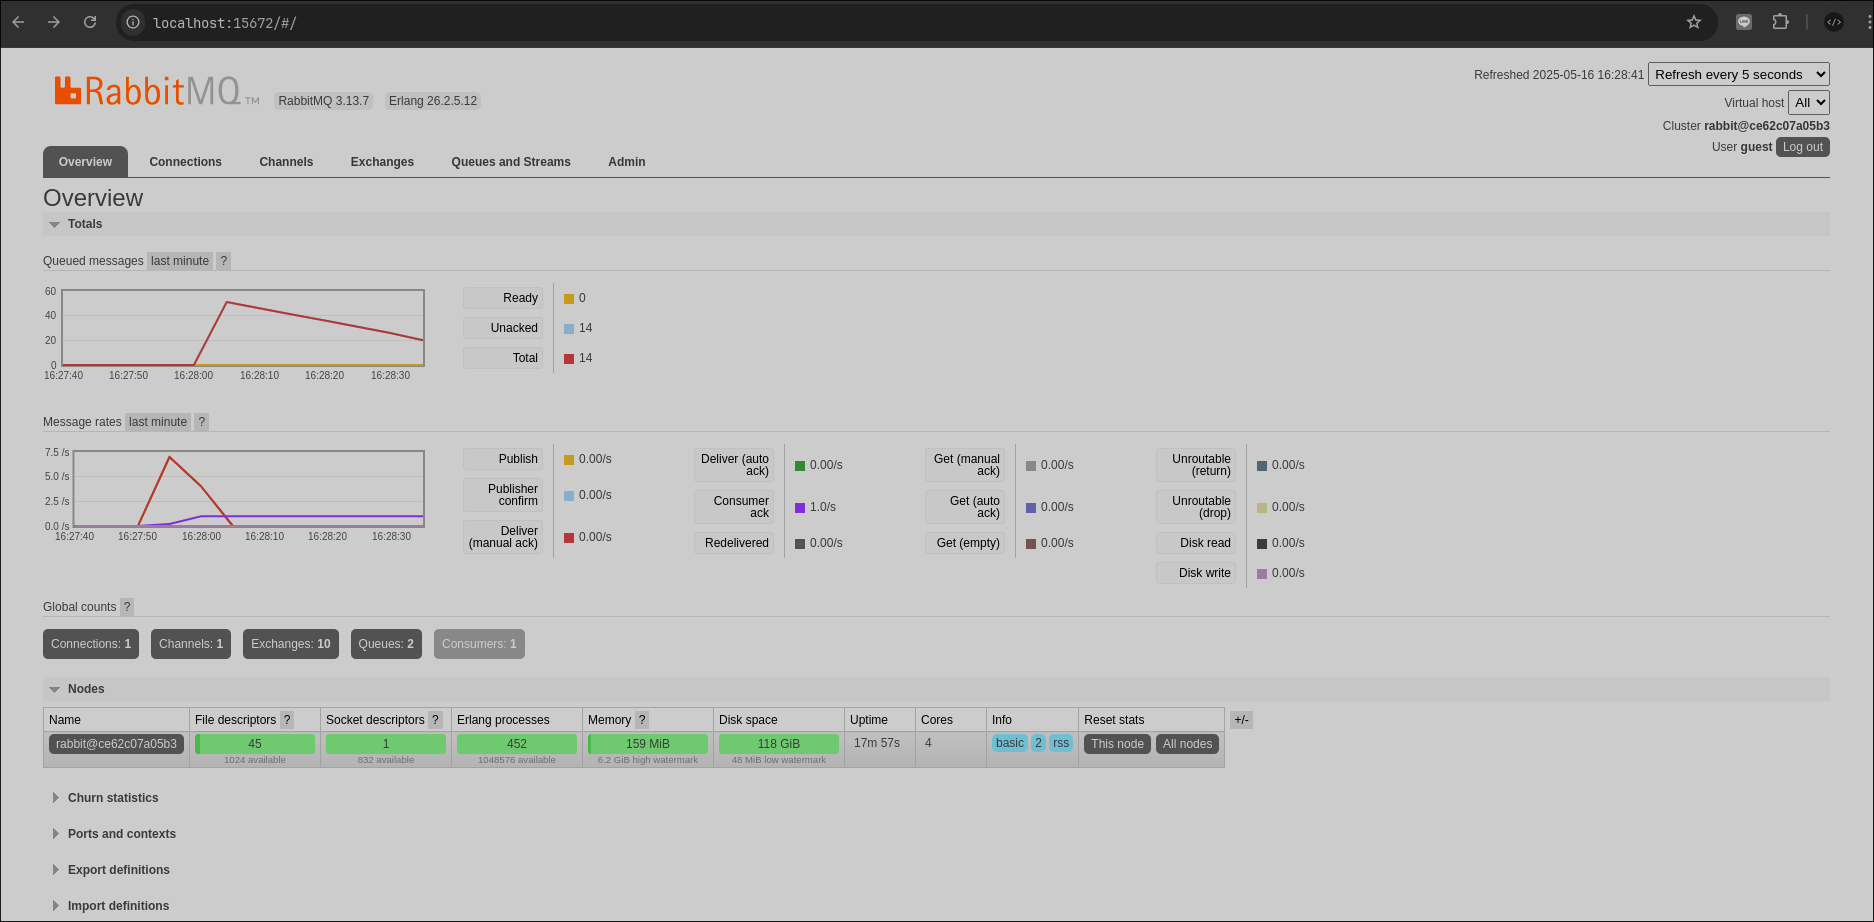 localhost:15672/#/
RabbitMQ TM RabbitMQ 3.13.7 Erlang 26.2.5.12
Refreshed 2025-05-16 16:28:41 Refresh every 5 seconds
Virtual host All
Cluster rabbit@ce62c07a05b3
User guest Log out
Overview Connections Channels Exchanges Queues and Streams Admin
Overview
Totals
Queued messages last minute ?
60
40
20
0
16:27:40 16:27:50 16:28:00 16:28:10 16:28:20 16:28:30
Ready 0
Unacked 14
Total 14
Message rates last minute ?
7.5 /s
5.0 /s
2.5 /s
0.0 /s
16:27:40 16:27:50 16:28:00 16:28:10 16:28:20 16:28:30
Publish 0.00/s
Publisher
confirm 0.00/s
Deliver
(manual ack) 0.00/s
Deliver (auto
ack) 0.00/s
Consumer
ack 1.0/s
Redelivered 0.00/s
Get (manual
ack) 0.00/s
Get (auto
ack) 0.00/s
Get (empty) 0.00/s
Unroutable
(return) 0.00/s
Unroutable
(drop) 0.00/s
Disk read 0.00/s
Disk write 0.00/s
Global counts ?
Connections: 1 Channels: 1 Exchanges: 10 Queues: 2 Consumers: 1
Nodes
Name File descriptors ? Socket descriptors ? Erlang processes Memory ? Disk space Uptime Cores Info Reset stats +/-
rabbit@ce62c07a05b3 45 1 452 159 MiB 118 GiB 17m 57s 4 basic 2 rss This node All nodes
1024 available 832 available 1048576 available 6.2 GiB high watermark 48 MiB low watermark
Churn statistics
Ports and contexts
Export definitions
Import definitions